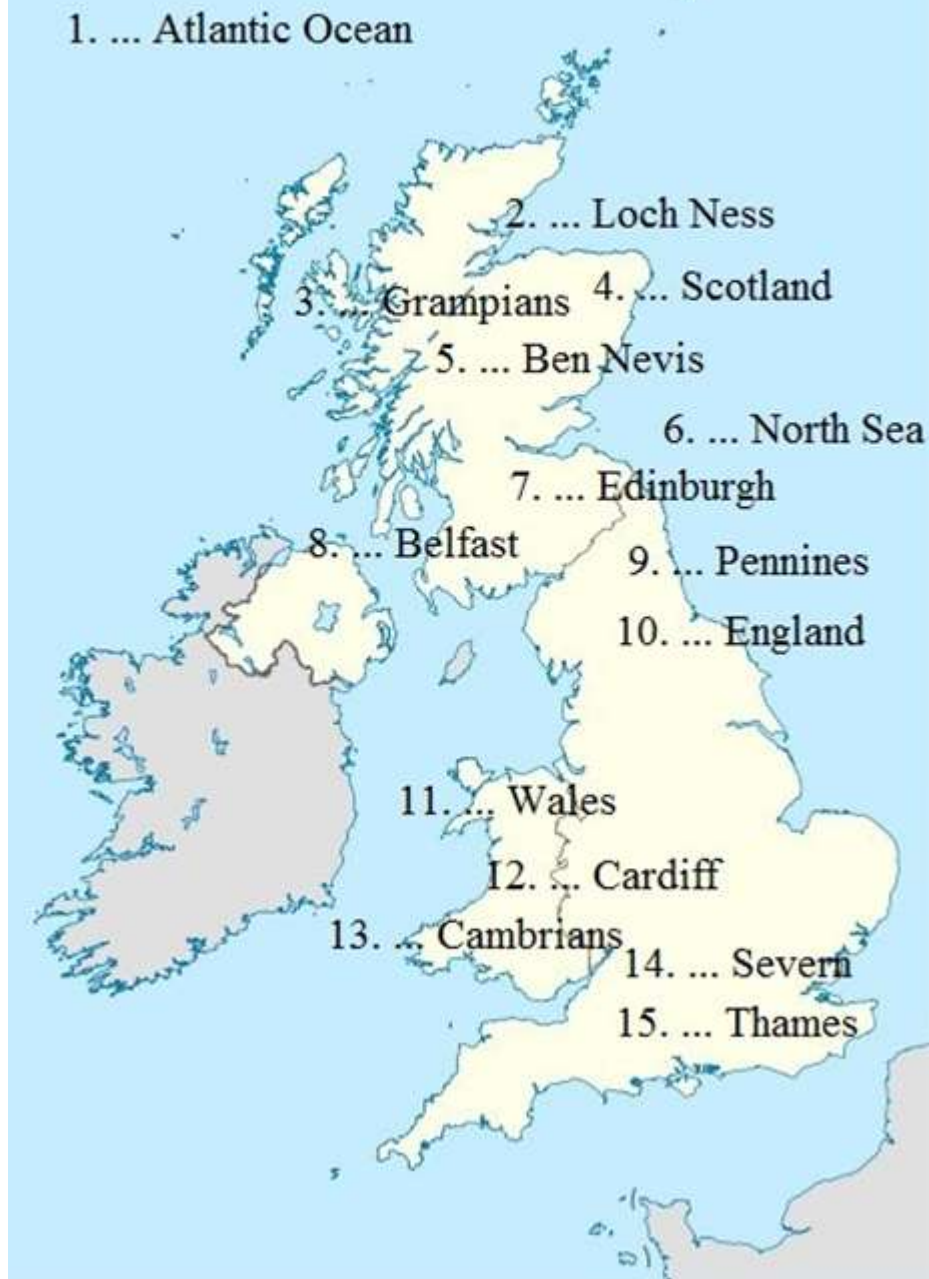 1. ... Atlantic Ocean
2. ... Loch Ness
4. ... Scotland
3. ... Grampians
5. ... Ben Nevis
6. ... North Sea
7. ... Edinburgh
8. ... Belfast
9. ... Pennines
10. ... England
11. ... Wales
12. ... Cardiff
13. ... Cambrians
14. ... Severn
15. ... Thames